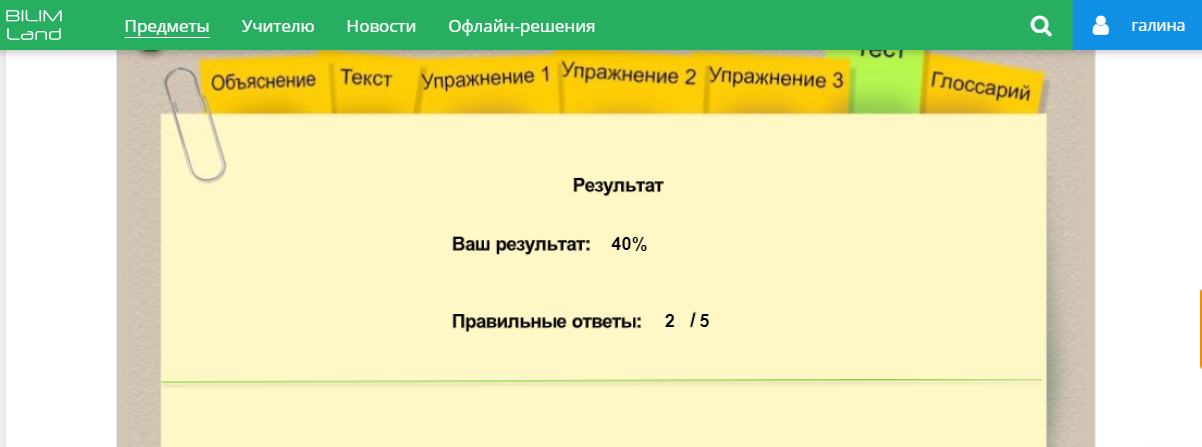 BILIM Land
Предметы Учителю Новости Офлайн-решения галина
Объяснение Текст Упражнение 1 Упражнение 2 Упражнение 3 Тест Глоссарий
Результат
Ваш результат: 40%
Правильные ответы: 2 / 5